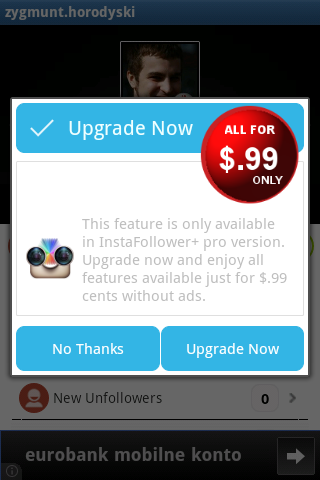 zygmunt.horodyski
Upgrade Now
ALL FOR
$.99
ONLY
This feature is only available
in InstaFollower+ pro version.
Upgrade now and enjoy all
features available just for $.99
cents without ads.
No Thanks
Upgrade Now
New Unfollowers
0
eurobank mobilne konto